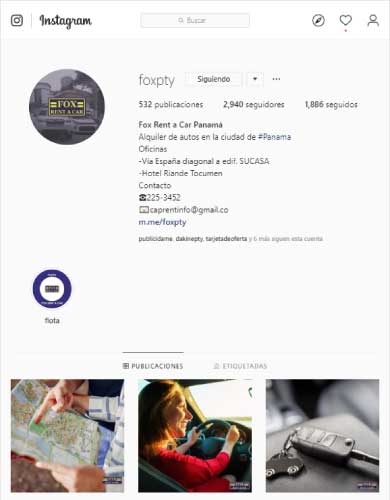 Instagram
Buscar
foxpty Siguiendo
532 publicaciones 2,940 seguidores 1,886 seguidos
Fox Rent a Car Panamá
Alquiler de autos en la ciudad de #Panama
Oficinas
-Vía España diagonal a edif. SUCASA
-Hotel Riande Tocumen
Contacto
☎225-3452
📧caprentinfo@gmail.co
m.me/foxpty
publicidame, dakinepty, tarjetadeoferta y 6 más siguen esta cuenta
FOX
RENT A CAR
flota
PUBLICACIONES ETIQUETADAS